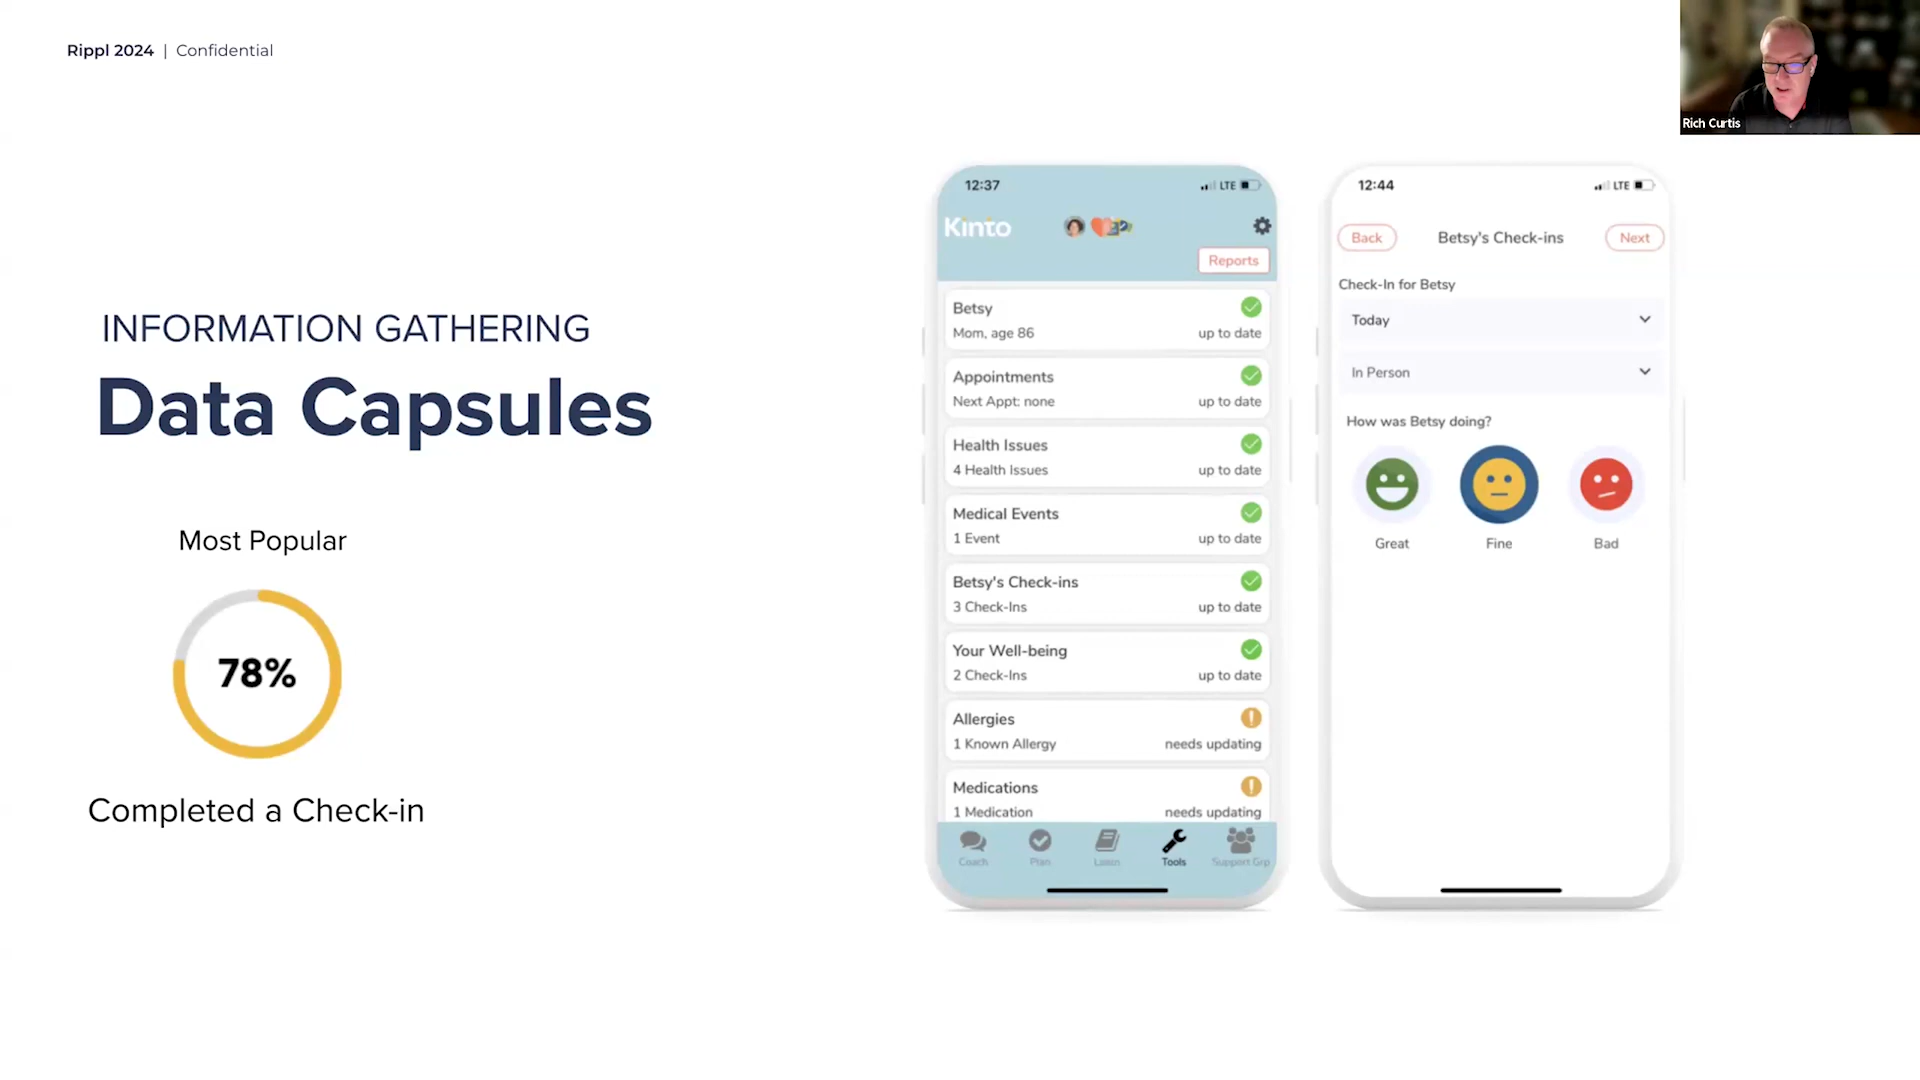 Rippl 2024 | Confidential
Rich Curtis
INFORMATION GATHERING
Data Capsules
Most Popular
78%
Completed a Check-in
12:37
LTE
Kinto
Reports
Betsy
Mom, age 86
up to date
Appointments
Next Appt: none
up to date
Health Issues
4 Health Issues
up to date
Medical Events
1 Event
up to date
Betsy's Check-ins
3 Check-Ins
up to date
Your Well-being
2 Check-Ins
up to date
Allergies
1 Known Allergy
needs updating
Medications
1 Medication
needs updating
Coach
Plan
Learn
Tools
Support Grp
12:44
LTE
Back
Betsy's Check-ins
Next
Check-In for Betsy
Today
In Person
How was Betsy doing?
Great
Fine
Bad